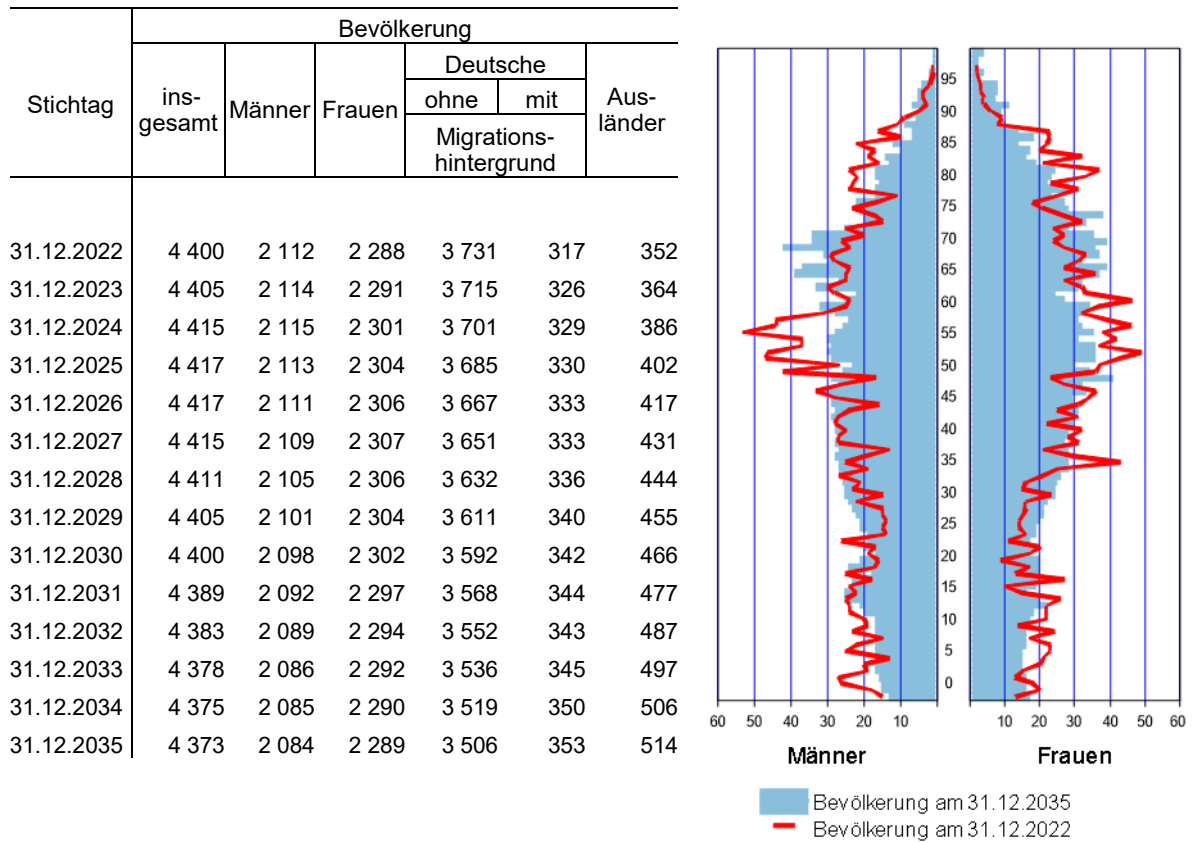 Bevölkerung
Stichtag
ins-
gesamt
Männer
Frauen
Deutsche
ohne mit
Migrations-
hintergrund
Aus-
länder
31.12.2022 4 400 2 112 2 288 3 731 317 352
31.12.2023 4 405 2 114 2 291 3 715 326 364
31.12.2024 4 415 2 115 2 301 3 701 329 386
31.12.2025 4 417 2 113 2 304 3 685 330 402
31.12.2026 4 417 2 111 2 306 3 667 333 417
31.12.2027 4 415 2 109 2 307 3 651 333 431
31.12.2028 4 411 2 105 2 306 3 632 336 444
31.12.2029 4 405 2 101 2 304 3 611 340 455
31.12.2030 4 400 2 098 2 302 3 592 342 466
31.12.2031 4 389 2 092 2 297 3 568 344 477
31.12.2032 4 383 2 089 2 294 3 552 343 487
31.12.2033 4 378 2 086 2 292 3 536 345 497
31.12.2034 4 375 2 085 2 290 3 519 350 506
31.12.2035 4 373 2 084 2 289 3 506 353 514
95
90
85
80
75
70
65
60
55
50
45
40
35
30
25
20
15
10
5
0
60 50 40 30 20 10
10 20 30 40 50 60
Männer
Frauen
Bevölkerung am 31.12.2035
Bevölkerung am 31.12.2022